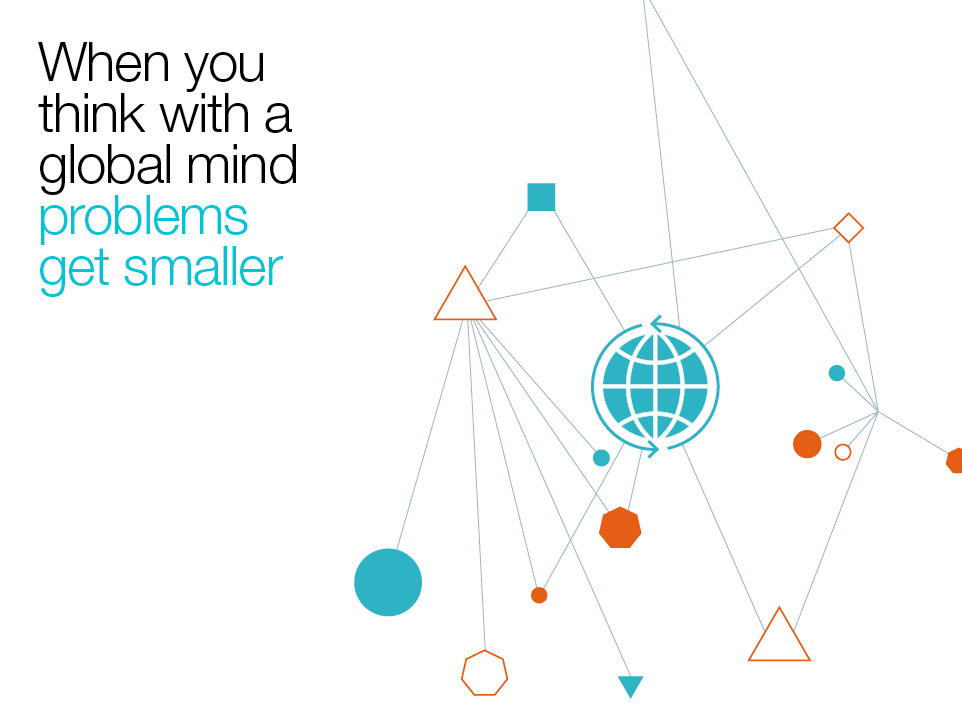 When you
think with a
global mind
problems
get smaller